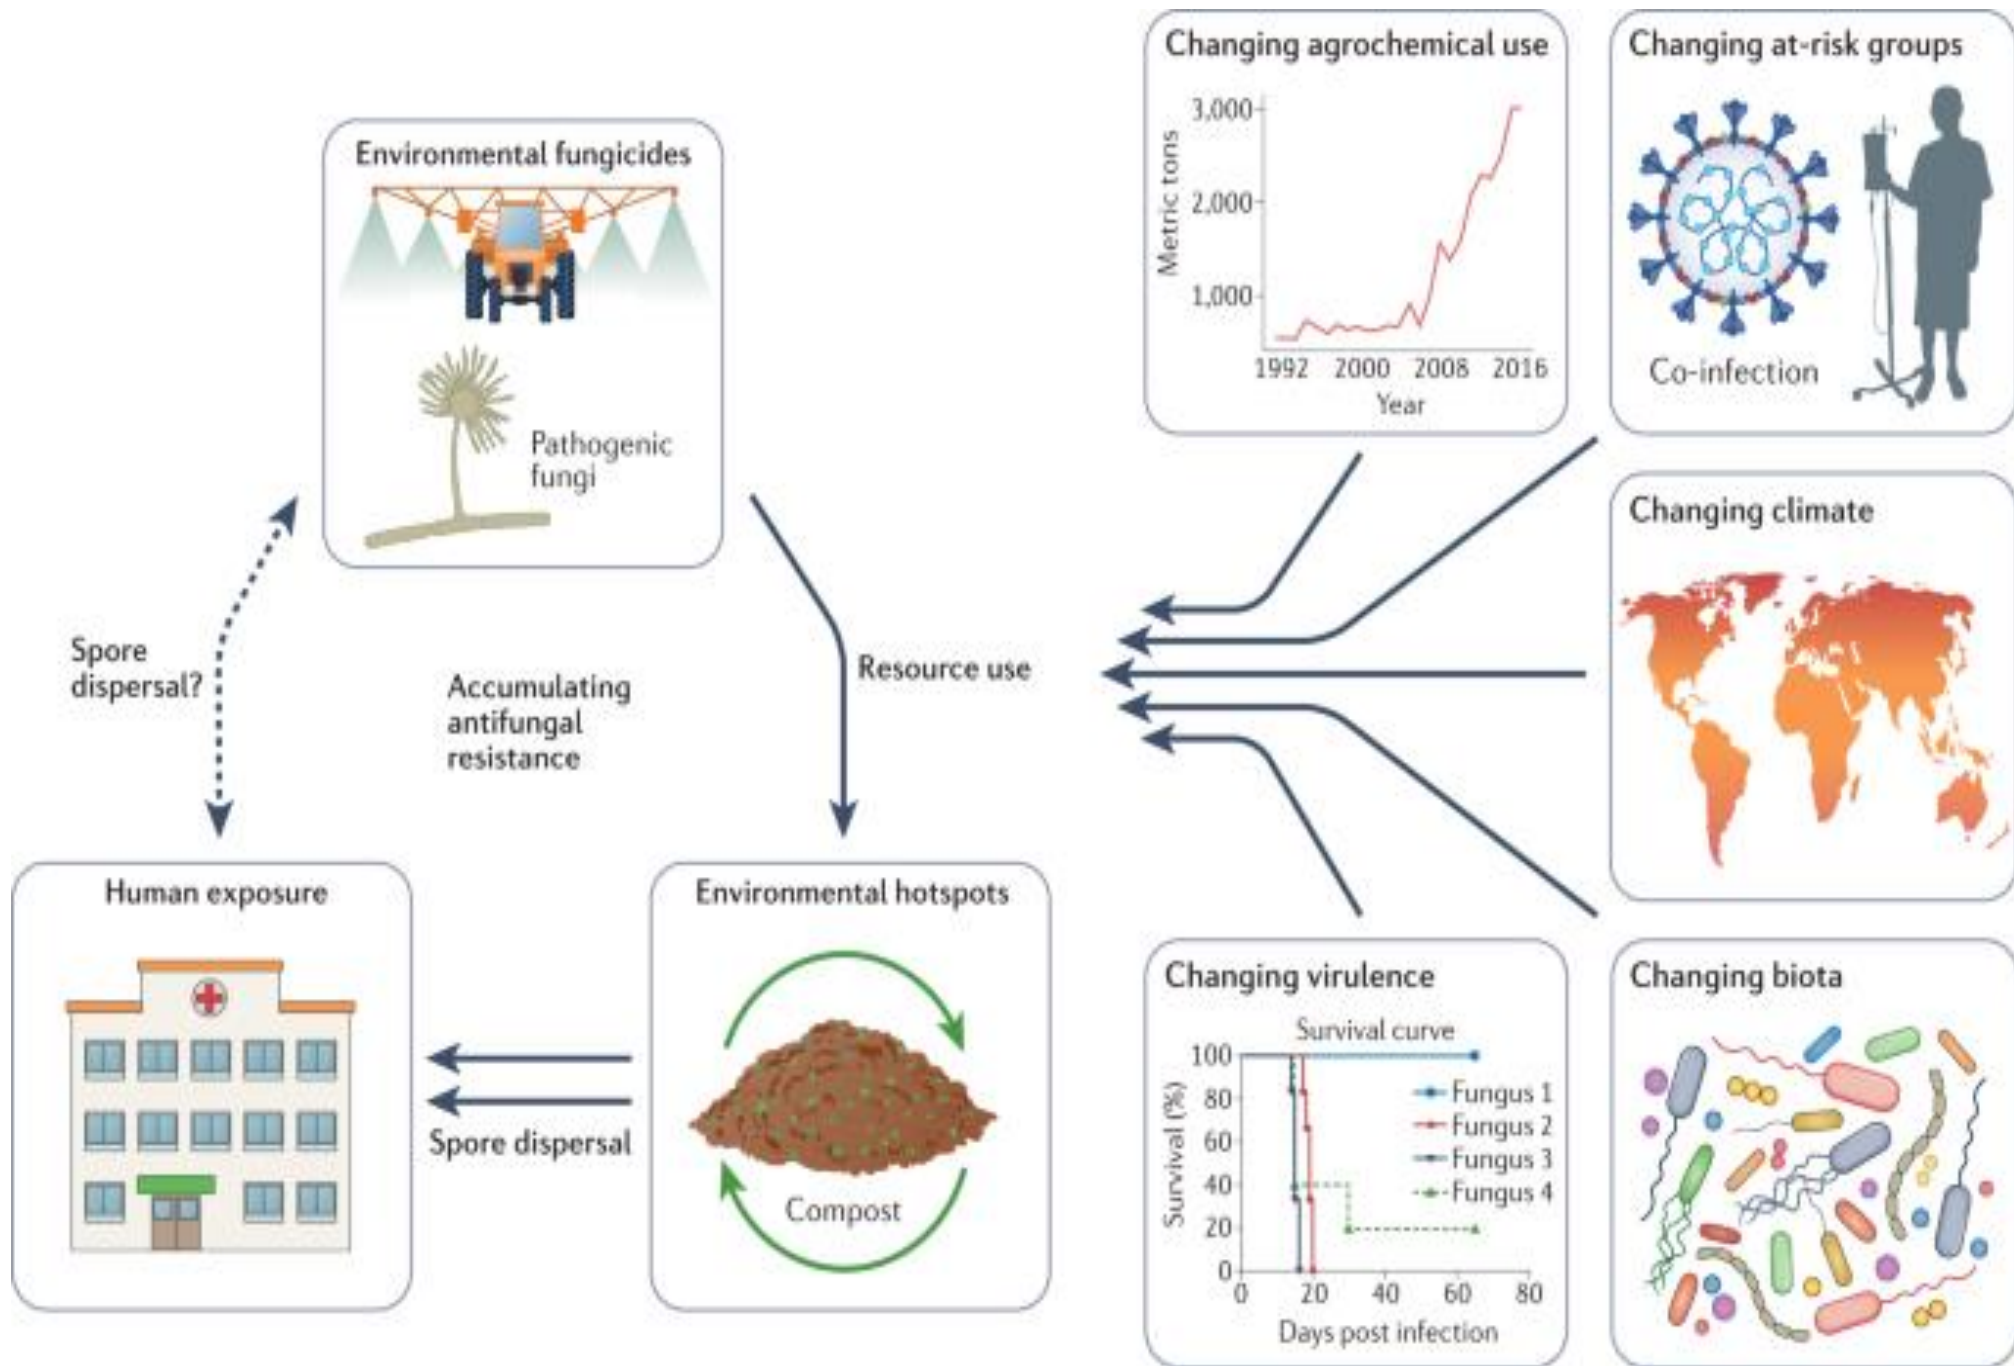 Environmental fungicides
Pathogenic
fungi
Spore
dispersal?
Accumulating
antifungal
resistance
Resource use
Human exposure
Spore dispersal
Environmental hotspots
Compost
Changing agrochemical use
Metric tons
3,000
2,000
1,000
1992 2000 2008 2016
Year
Changing at-risk groups
Co-infection
Changing climate
Changing virulence
Survival curve
Survival (%)
100
80
60
40
20
0
Fungus 1
Fungus 2
Fungus 3
Fungus 4
0 20 40 60 80
Days post infection
Changing biota